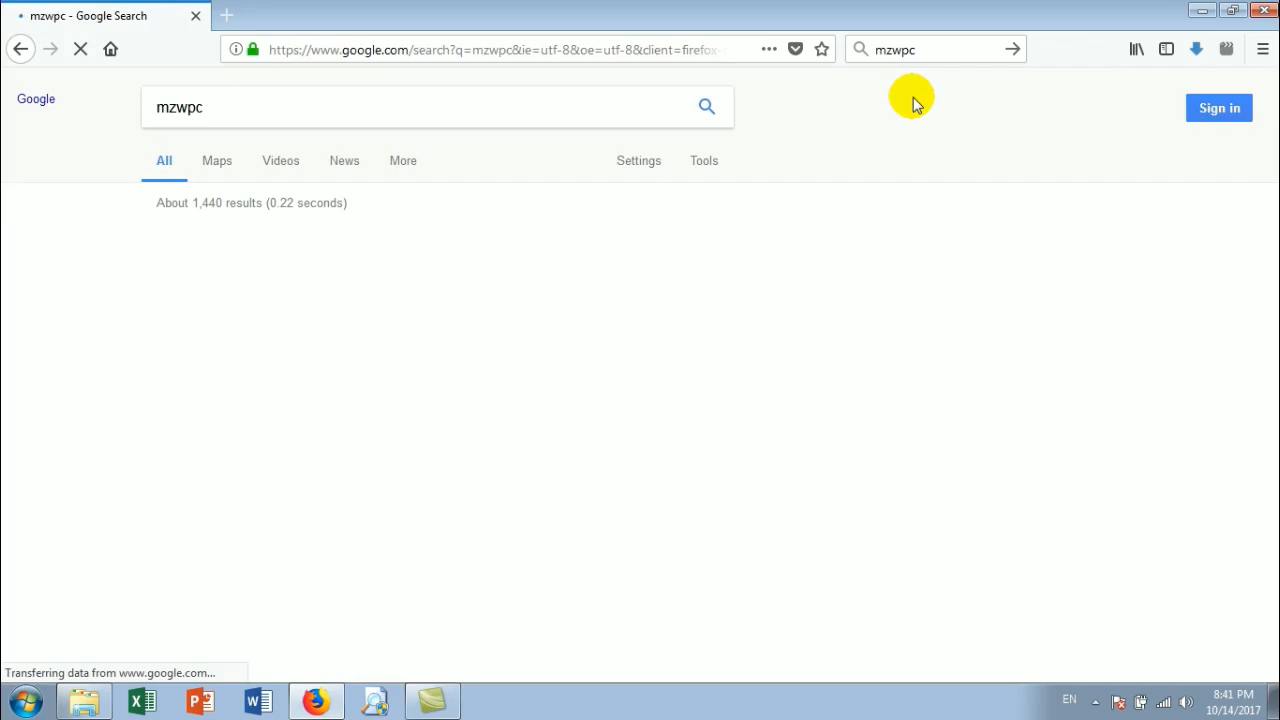 mzwpc - Google Search
https://www.google.com/search?q=mzwpc&ie=utf-8&oe=utf-8&client=firefox-
mzwpc
Google
mzwpc
Sign in
All Maps Videos News More Settings Tools
About 1,440 results (0.22 seconds)
Transferring data from www.google.com...
EN
8:41 PM
10/14/2017